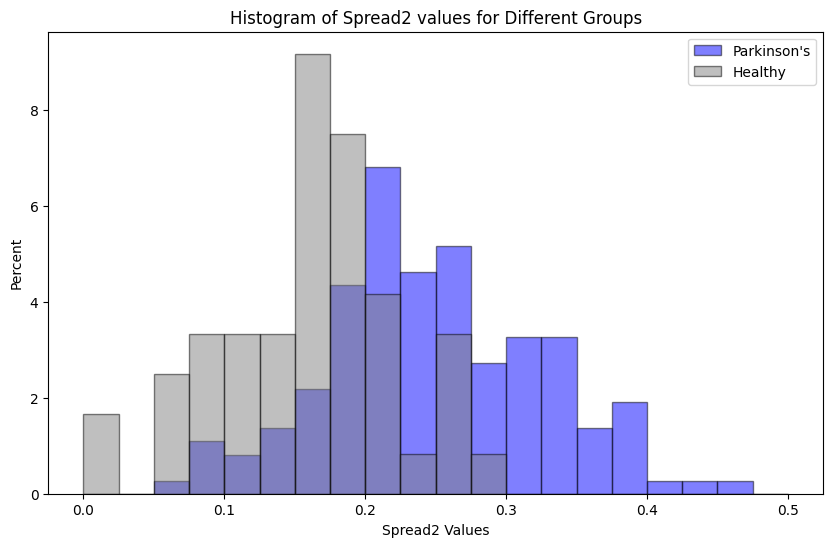 Histogram of Spread2 values for Different Groups
Parkinson's
Healthy
Percent
8
6
4
2
0
0.0 0.1 0.2 0.3 0.4 0.5
Spread2 Values